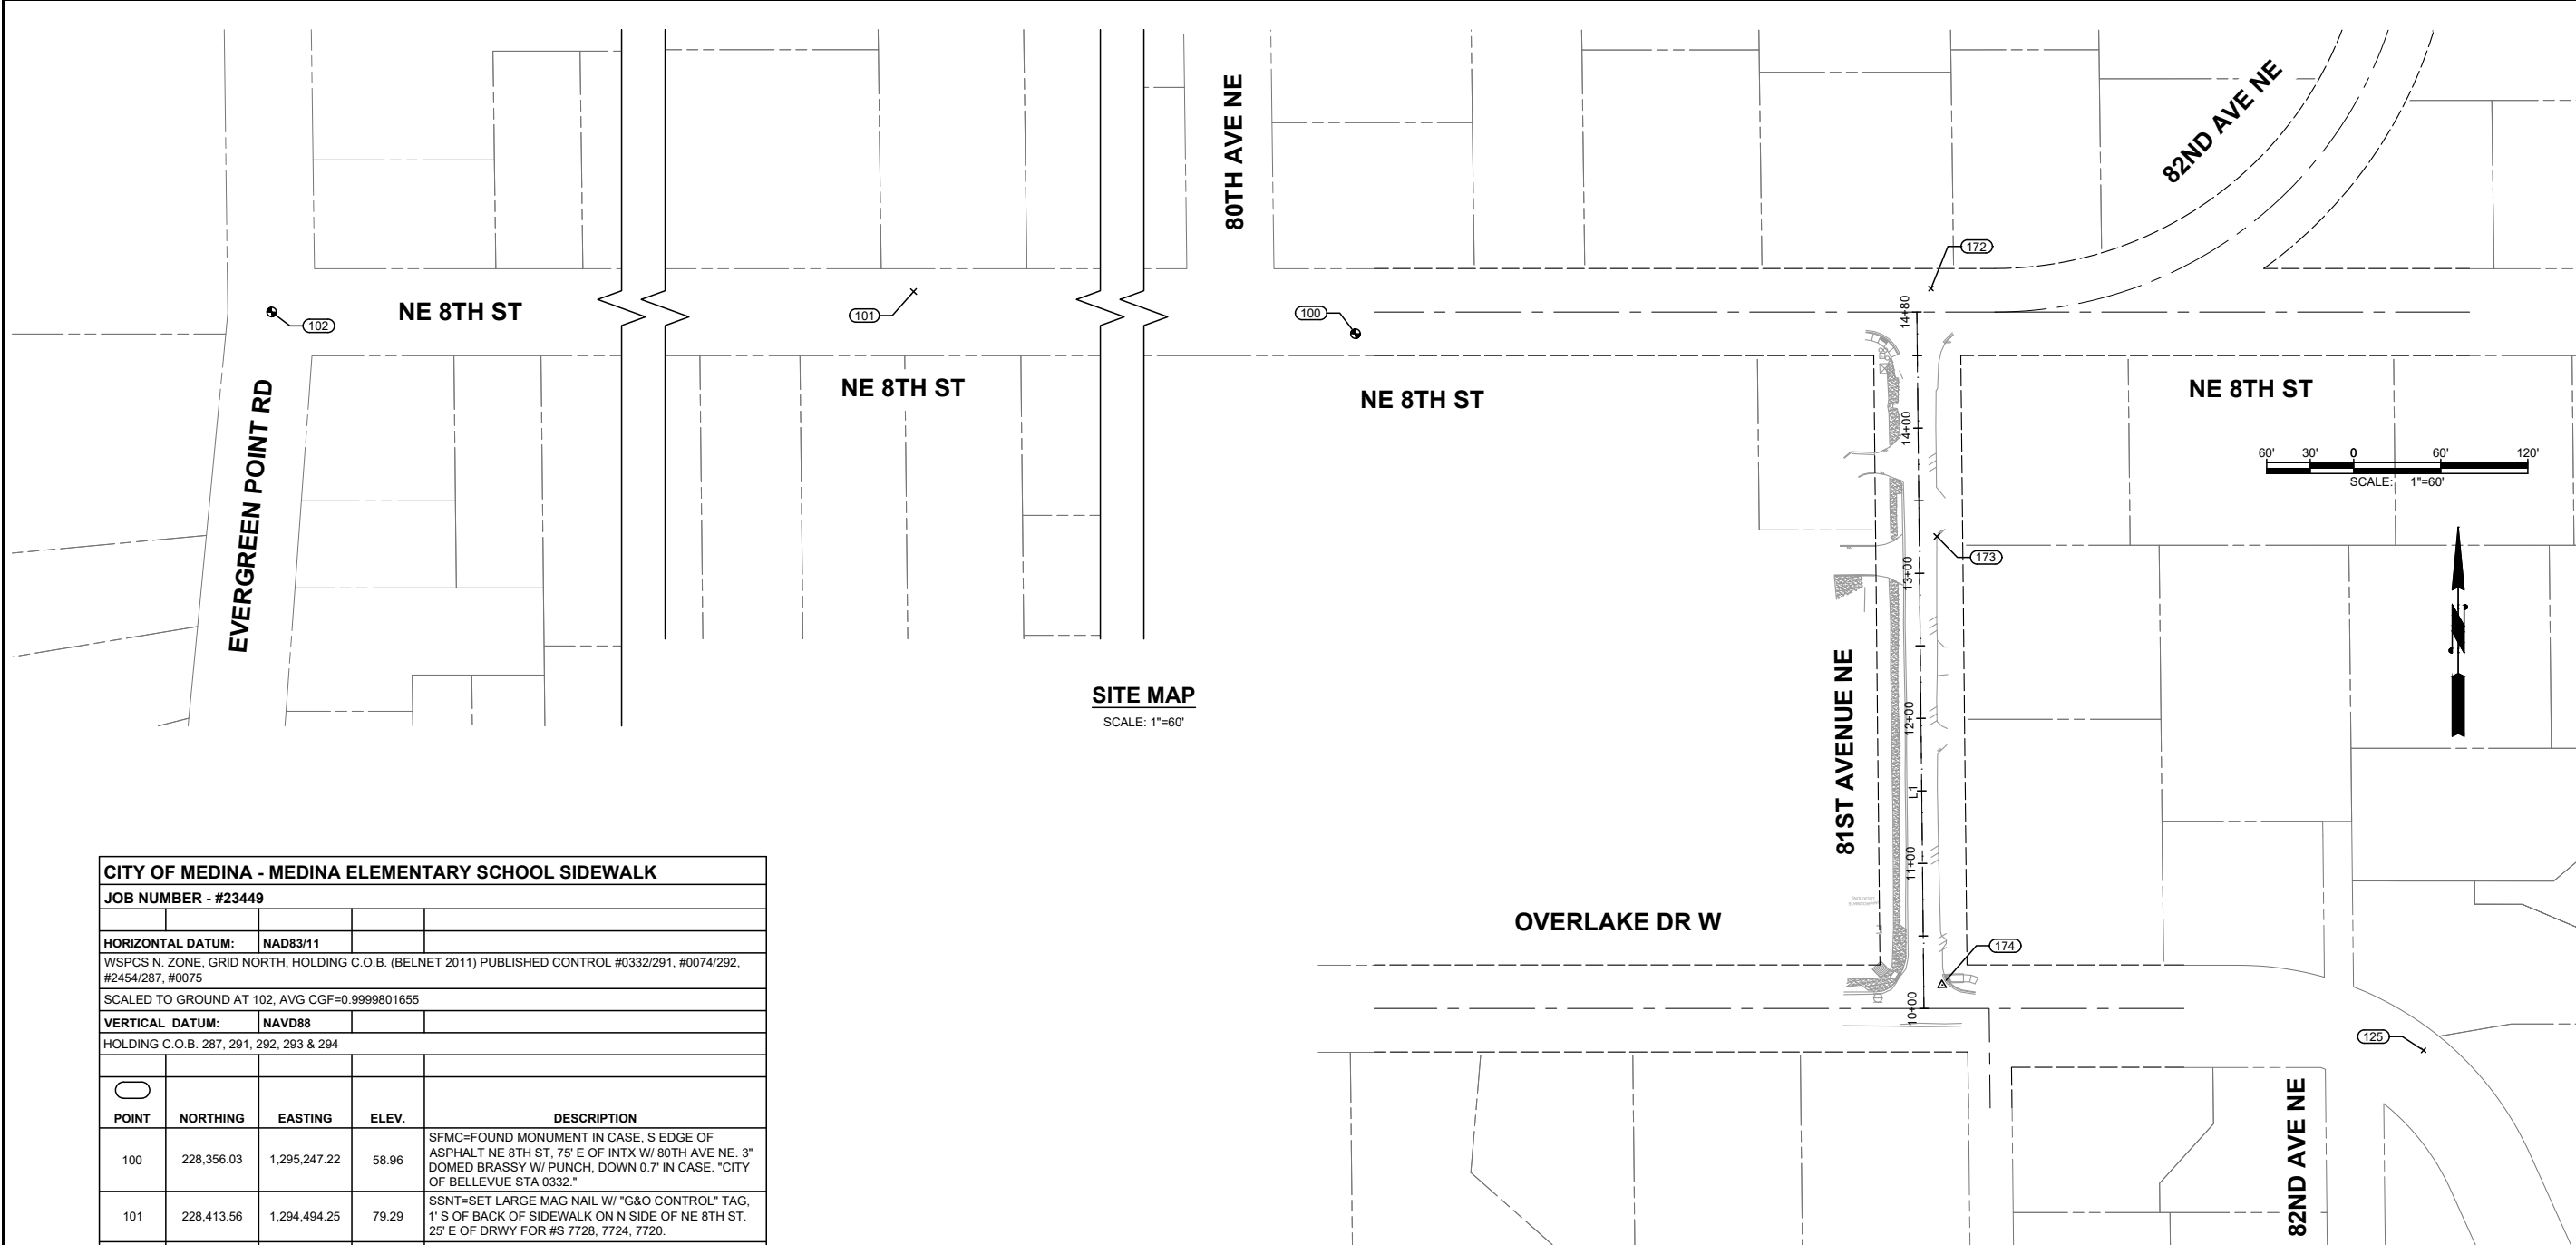 80TH AVE NE
82ND AVE NE
172
102
NE 8TH ST
101
100
14+80
NE 8TH ST
NE 8TH ST
NE 8TH ST
EVERGREEN POINT RD
14+00
60' 30' 0 60' 120'
SCALE: 1"=60'
173
13+00
N
SITE MAP
SCALE: 1"=60'
81ST AVENUE NE
12+00
L1
11+00
OVERLAKE DR W
174
10+00
125
82ND AVE NE
CITY OF MEDINA - MEDINA ELEMENTARY SCHOOL SIDEWALK
JOB NUMBER - #23449
HORIZONTAL DATUM: NAD83/11
WSPCS N. ZONE, GRID NORTH, HOLDING C.O.B. (BELNET 2011) PUBLISHED CONTROL #0332/291, #0074/292,
#2454/287, #0075
SCALED TO GROUND AT 102, AVG CGF=0.9999801655
VERTICAL DATUM: NAVD88
HOLDING C.O.B. 287, 291, 292, 293 & 294
POINT NORTHING EASTING ELEV. DESCRIPTION
100 228,356.03 1,295,247.22 58.96
SFMC=FOUND MONUMENT IN CASE, S EDGE OF
ASPHALT NE 8TH ST, 75' E OF INTX W/ 80TH AVE NE. 3"
DOMED BRASSY W/ PUNCH, DOWN 0.7' IN CASE. "CITY
OF BELLEVUE STA 0332."
101 228,413.56 1,294,494.25 79.29
SSNT=SET LARGE MAG NAIL W/ "G&O CONTROL" TAG,
1' S OF BACK OF SIDEWALK ON N SIDE OF NE 8TH ST.
25' E OF DRWY FOR #S 7728, 7724, 7720.